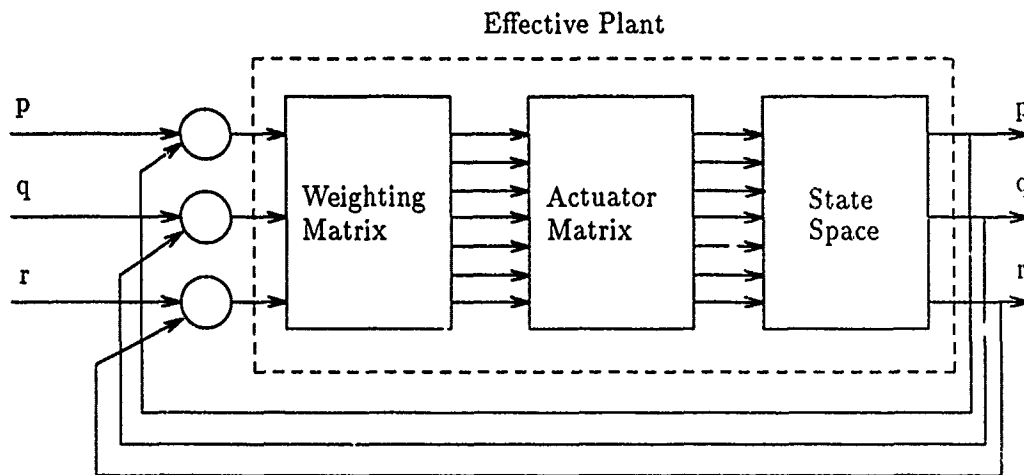 Effective Plant
p
p
q
Weighting
Matrix
Actuator
Matrix
State
Space
q
r
r